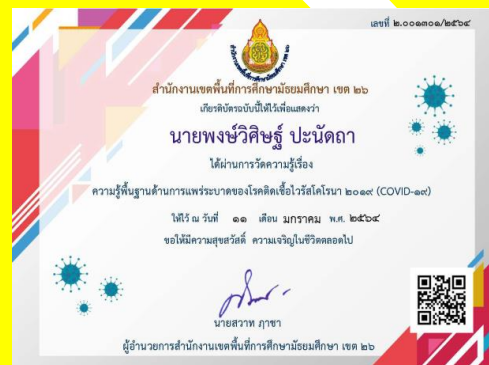 เลขที่ ๒.๐๐๑๓๐๑/๒๕๖๔
สำนักงานเขตพื้นที่การศึกษามัธยมศึกษา เขต ๒๖
เกียรติบัตรฉบับนี้ให้ไว้เพื่อแสดงว่า
นายพงษ์วิศิษฐ์ ปะนัดถา
ได้ผ่านการวัดความรู้เรื่อง
ความรู้พื้นฐานด้านการแพร่ระบาดของโรคติดเชื้อไวรัสโคโรนา ๒๐๑๙ (COVID-๑๙)
ให้ไว้ ณ วันที่ ๑๑ เดือน มกราคม พ.ศ. ๒๕๖๔
ขอให้มีความสุขสวัสดิ์ ความเจริญในชีวิตตลอดไป
นายสวาท ภาชา
ผู้อำนวยการสำนักงานเขตพื้นที่การศึกษามัธยมศึกษา เขต ๒๖